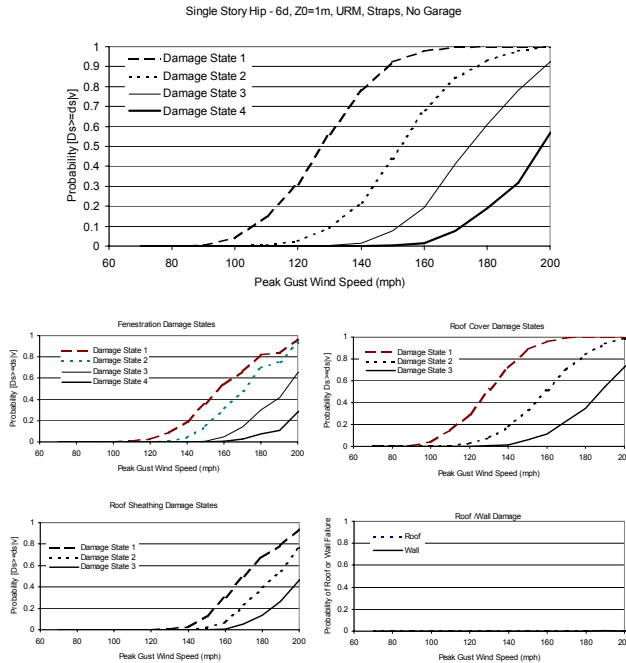 Single Story Hip - 6d, Z0=1m, URM, Straps, No Garage
Probability [Ds>=ds|v]
1
0.9
0.8
0.7
0.6
0.5
0.4
0.3
0.2
0.1
0
Damage State 1
Damage State 2
Damage State 3
Damage State 4
60 80 100 120 140 160 180 200
Peak Gust Wind Speed (mph)
Fenestration Damage States
Probability [Ds>=ds|v]
1
0.8
0.6
0.4
0.2
0
Damage State 1
Damage State 2
Damage State 3
Damage State 4
60 80 100 120 140 160 180 200
Peak Gust Wind Speed (mph)
Roof Cover Damage States
Probability Ds>=ds|v]
1
0.8
0.6
0.4
0.2
0
Damage State 1
Damage State 2
Damage State 3
60 80 100 120 140 160 180 200
Peak Gust Wind Speed (mph)
Roof Sheathing Damage States
Probability [Ds>=ds|v]
1
0.8
0.6
0.4
0.2
0
Damage State 1
Damage State 2
Damage State 3
60 80 100 120 140 160 180 200
Peak Gust Wind Speed (mph)
Roof /Wall Damage
Probability of Roof or Wall Failure
1
0.8
0.6
0.4
0.2
0
Roof
Wall
60 80 100 120 140 160 180 200
Peak Gust Wind Speed (mph)